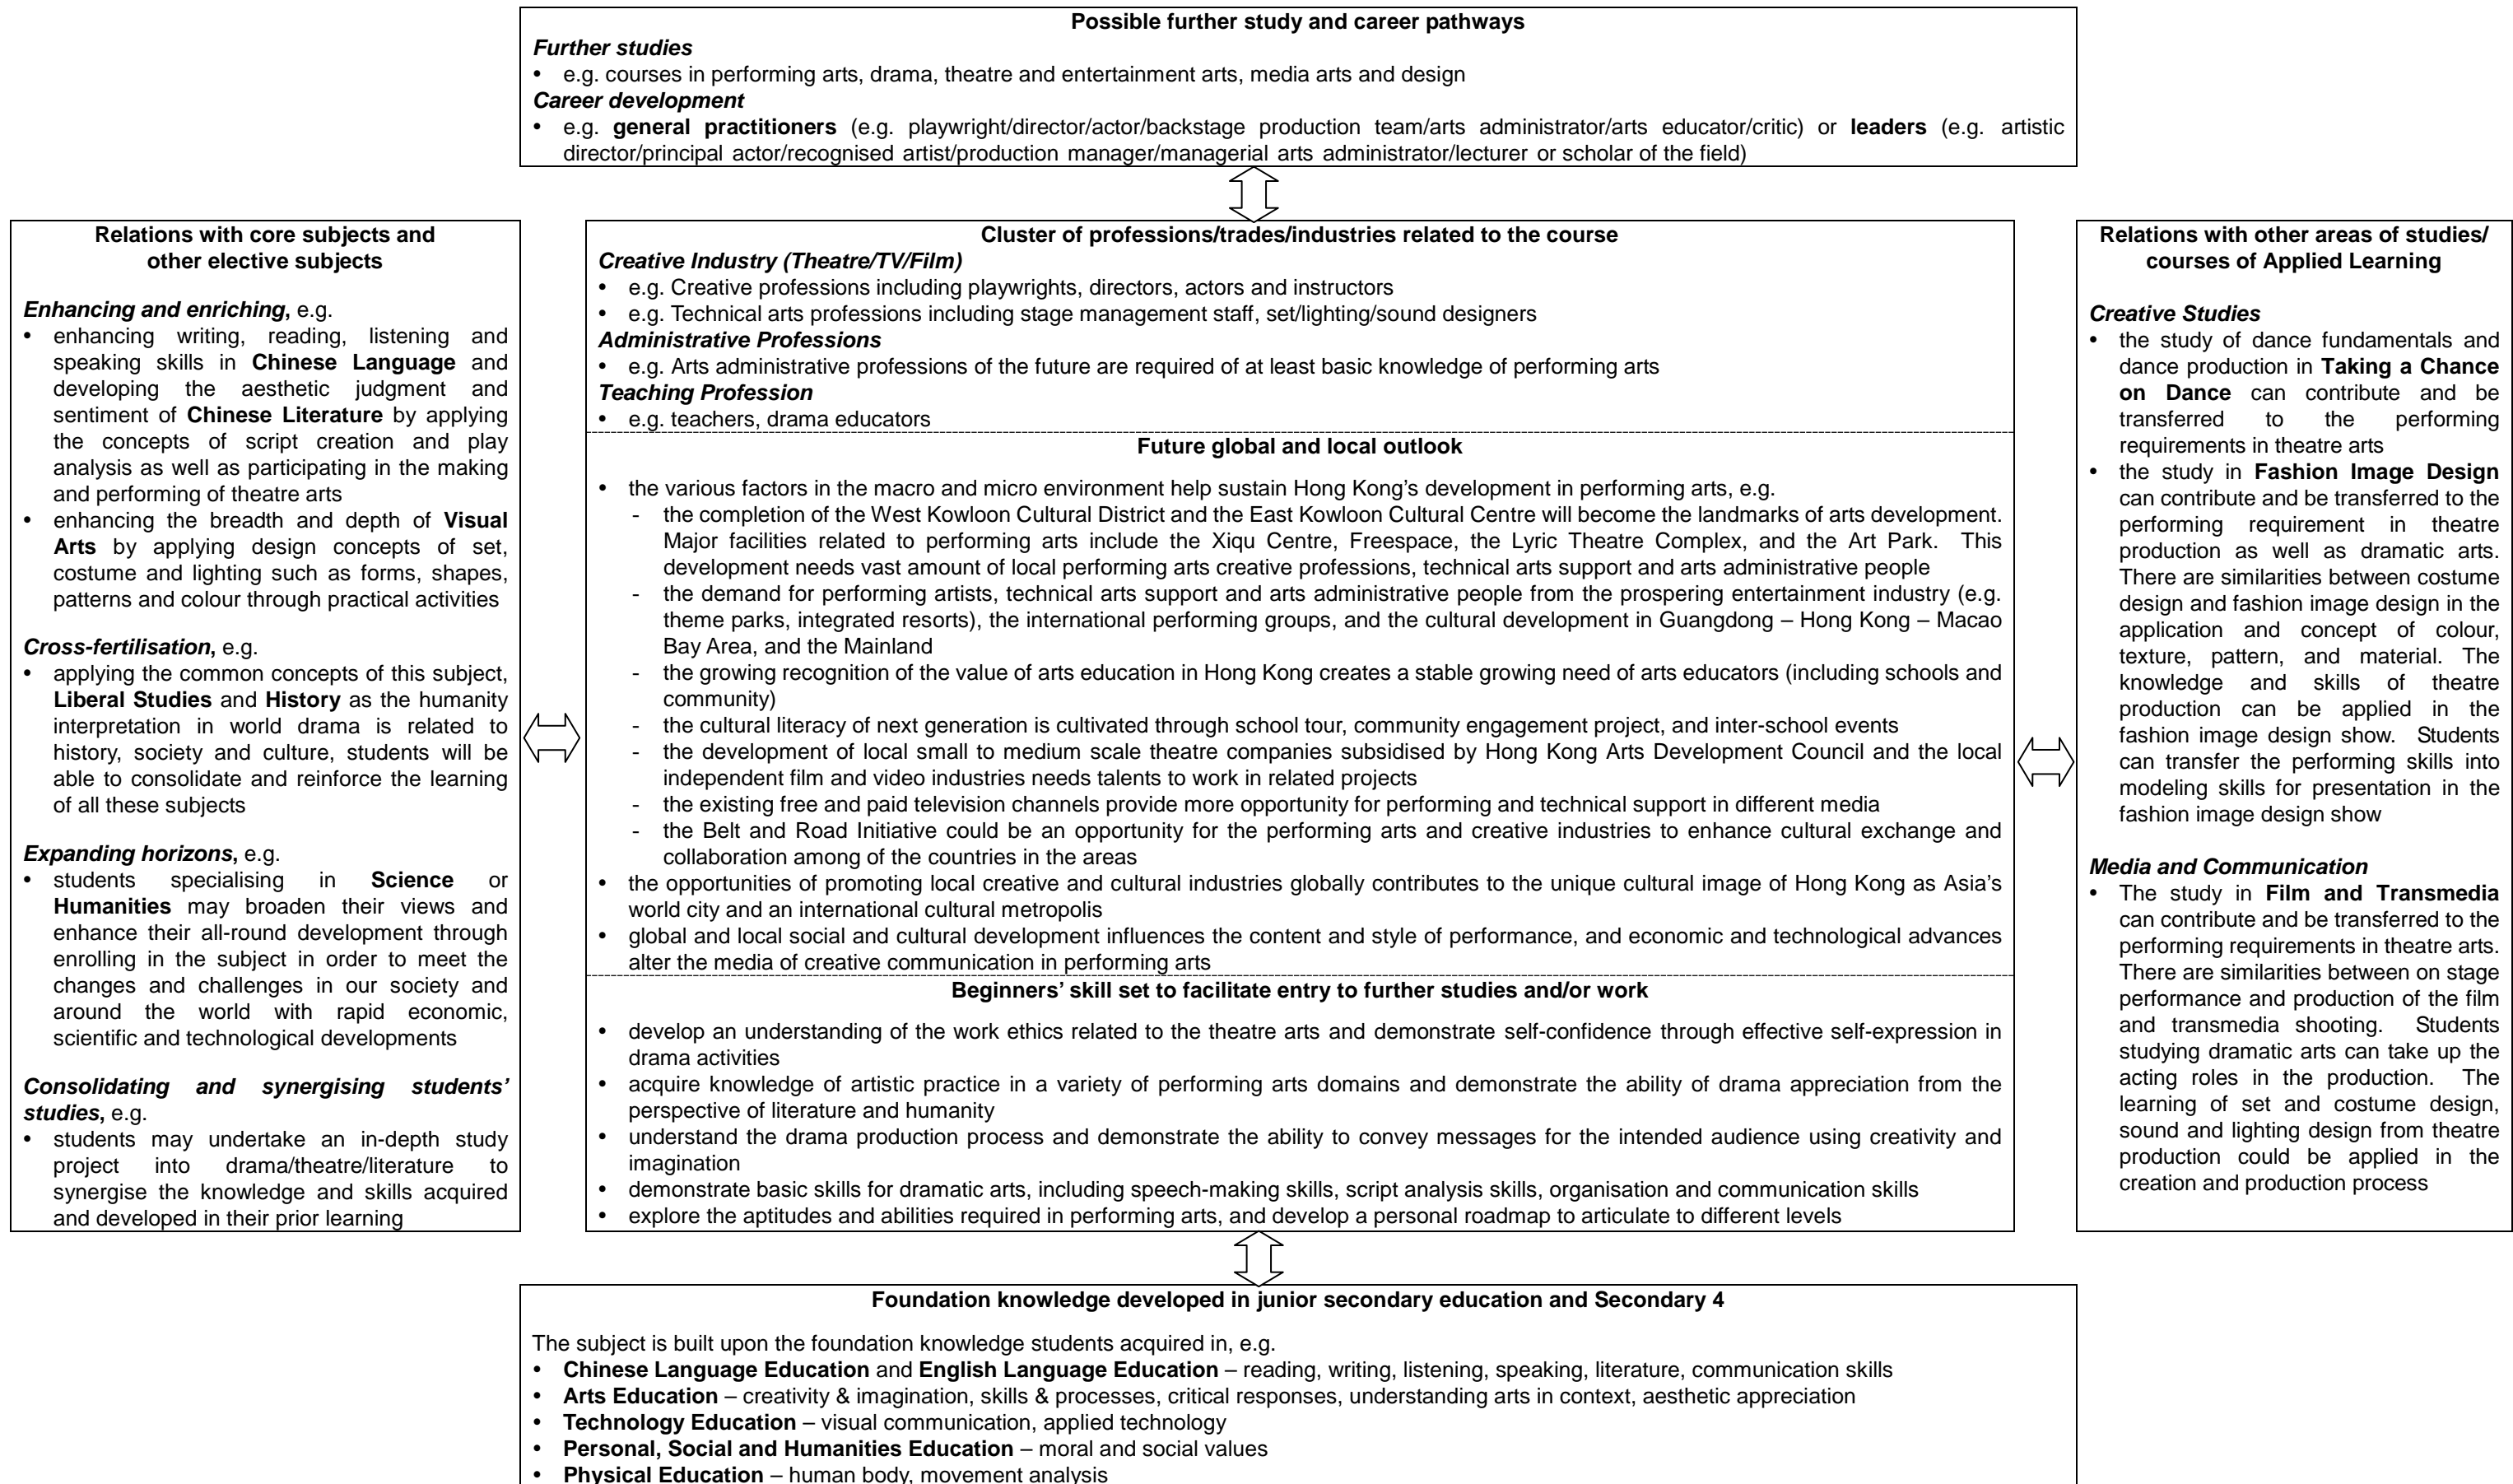 Possible further study and career pathways
Further studies
• e.g. courses in performing arts, drama, theatre and entertainment arts, media arts and design
Career development
• e.g. general practitioners (e.g. playwright/director/actor/backstage production team/arts administrator/arts educator/critic) or leaders (e.g. artistic
director/principal actor/recognised artist/production manager/managerial arts administrator/lecturer or scholar of the field)
Relations with core subjects and
other elective subjects
Enhancing and enriching, e.g.
• enhancing writing, reading, listening and
speaking skills in Chinese Language and
developing the aesthetic judgment and
sentiment of Chinese Literature by applying
the concepts of script creation and play
analysis as well as participating in the making
and performing of theatre arts
• enhancing the breadth and depth of Visual
Arts by applying design concepts of set,
costume and lighting such as forms, shapes,
patterns and colour through practical activities
Cross-fertilisation, e.g.
• applying the common concepts of this subject,
Liberal Studies and History as the humanity
interpretation in world drama is related to
history, society and culture, students will be
able to consolidate and reinforce the learning
of all these subjects
Expanding horizons, e.g.
• students specialising in Science or
Humanities may broaden their views and
enhance their all-round development through
enrolling in the subject in order to meet the
changes and challenges in our society and
around the world with rapid economic,
scientific and technological developments
Consolidating and synergising students'
studies, e.g.
• students may undertake an in-depth study
project into drama/theatre/literature to
synergise the knowledge and skills acquired
and developed in their prior learning
Cluster of professions/trades/industries related to the course
Creative Industry (Theatre/TV/Film)
• e.g. Creative professions including playwrights, directors, actors and instructors
• e.g. Technical arts professions including stage management staff, set/lighting/sound designers
Administrative Professions
• e.g. Arts administrative professions of the future are required of at least basic knowledge of performing arts
Teaching Profession
• e.g. teachers, drama educators
Future global and local outlook
• the various factors in the macro and micro environment help sustain Hong Kong's development in performing arts, e.g.
- the completion of the West Kowloon Cultural District and the East Kowloon Cultural Centre will become the landmarks of arts development.
Major facilities related to performing arts include the Xiqu Centre, Freespace, the Lyric Theatre Complex, and the Art Park. This
development needs vast amount of local performing arts creative professions, technical arts support and arts administrative people
- the demand for performing artists, technical arts support and arts administrative people from the prospering entertainment industry (e.g.
theme parks, integrated resorts), the international performing groups, and the cultural development in Guangdong – Hong Kong – Macao
Bay Area, and the Mainland
- the growing recognition of the value of arts education in Hong Kong creates a stable growing need of arts educators (including schools and
community)
- the cultural literacy of next generation is cultivated through school tour, community engagement project, and inter-school events
- the development of local small to medium scale theatre companies subsidised by Hong Kong Arts Development Council and the local
independent film and video industries needs talents to work in related projects
- the existing free and paid television channels provide more opportunity for performing and technical support in different media
- the Belt and Road Initiative could be an opportunity for the performing arts and creative industries to enhance cultural exchange and
collaboration among of the countries in the areas
• the opportunities of promoting local creative and cultural industries globally contributes to the unique cultural image of Hong Kong as Asia's
world city and an international cultural metropolis
• global and local social and cultural development influences the content and style of performance, and economic and technological advances
alter the media of creative communication in performing arts
Beginners' skill set to facilitate entry to further studies and/or work
• develop an understanding of the work ethics related to the theatre arts and demonstrate self-confidence through effective self-expression in
drama activities
• acquire knowledge of artistic practice in a variety of performing arts domains and demonstrate the ability of drama appreciation from the
perspective of literature and humanity
• understand the drama production process and demonstrate the ability to convey messages for the intended audience using creativity and
imagination
• demonstrate basic skills for dramatic arts, including speech-making skills, script analysis skills, organisation and communication skills
• explore the aptitudes and abilities required in performing arts, and develop a personal roadmap to articulate to different levels
Relations with other areas of studies/
courses of Applied Learning
Creative Studies
• the study of dance fundamentals and
dance production in Taking a Chance
on Dance can contribute and be
transferred to the performing
requirements in theatre arts
• the study in Fashion Image Design
can contribute and be transferred to the
performing requirement in theatre
production as well as dramatic arts.
There are similarities between costume
design and fashion image design in the
application and concept of colour,
texture, pattern, and material. The
knowledge and skills of theatre
production can be applied in the
fashion image design show. Students
can transfer the performing skills into
modeling skills for presentation in the
fashion image design show
Media and Communication
• The study in Film and Transmedia
can contribute and be transferred to the
performing requirements in theatre arts.
There are similarities between on stage
performance and production of the film
and transmedia shooting. Students
studying dramatic arts can take up the
acting roles in the production. The
learning of set and costume design,
sound and lighting design from theatre
production could be applied in the
creation and production process
Foundation knowledge developed in junior secondary education and Secondary 4
The subject is built upon the foundation knowledge students acquired in, e.g.
• Chinese Language Education and English Language Education – reading, writing, listening, speaking, literature, communication skills
• Arts Education – creativity & imagination, skills & processes, critical responses, understanding arts in context, aesthetic appreciation
• Technology Education – visual communication, applied technology
• Personal, Social and Humanities Education – moral and social values
• Physical Education – human body, movement analysis